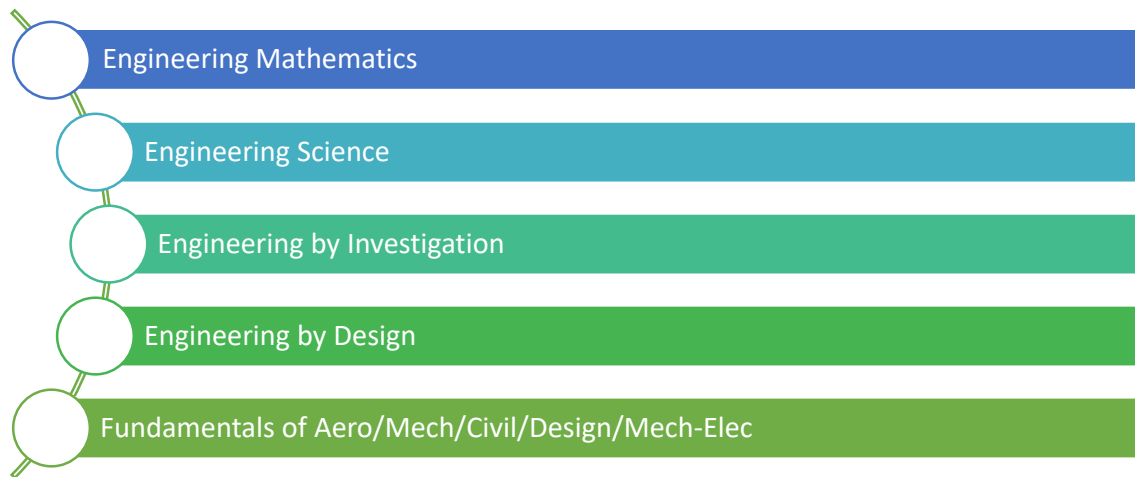 Engineering Mathematics
Engineering Science
Engineering by Investigation
Engineering by Design
Fundamentals of Aero/Mech/Civil/Design/Mech-Elec